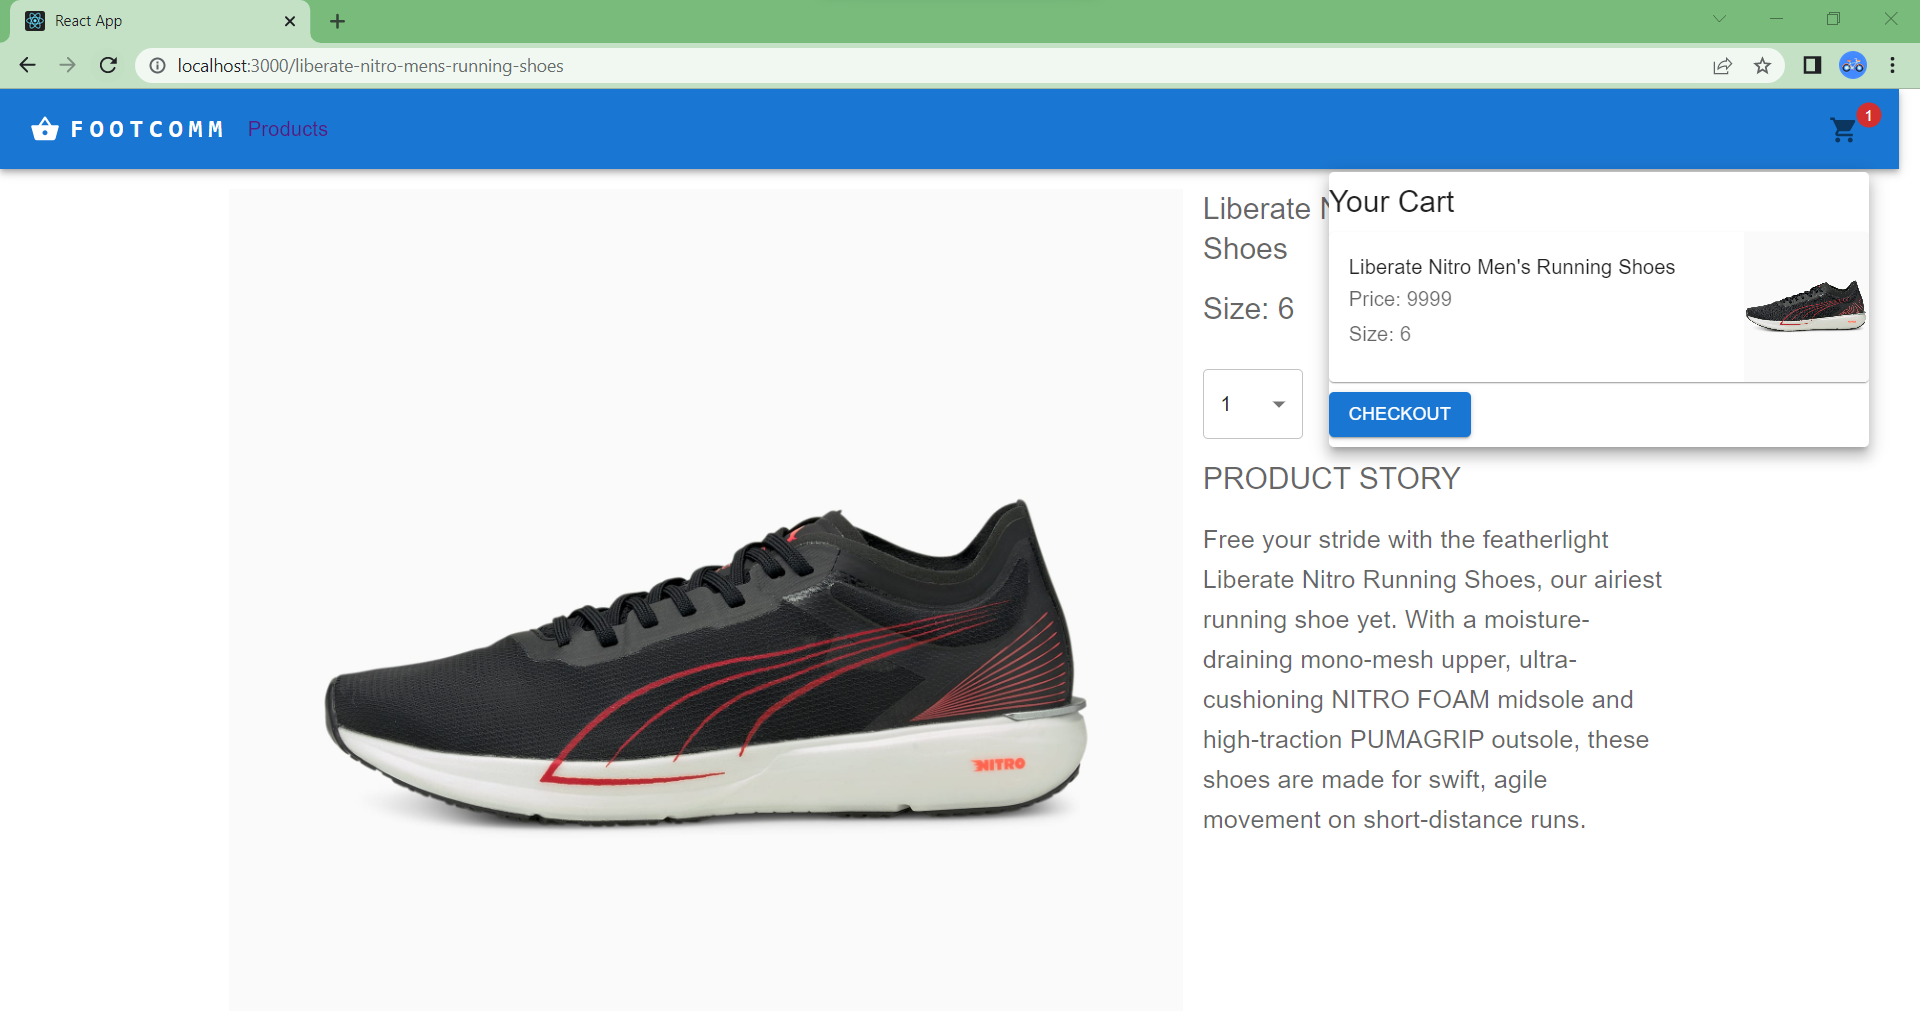 React App
localhost:3000/liberate-nitro-mens-running-shoes
FOOTCOMM Products
1
Liberate
Shoes
Size: 6
1
Your Cart
Liberate Nitro Men's Running Shoes
Price: 9999
Size: 6
CHECKOUT
PRODUCT STORY
Free your stride with the featherlight
Liberate Nitro Running Shoes, our airiest
running shoe yet. With a moisture-
draining mono-mesh upper, ultra-
cushioning NITRO FOAM midsole and
high-traction PUMAGRIP outsole, these
shoes are made for swift, agile
movement on short-distance runs.
NITRO